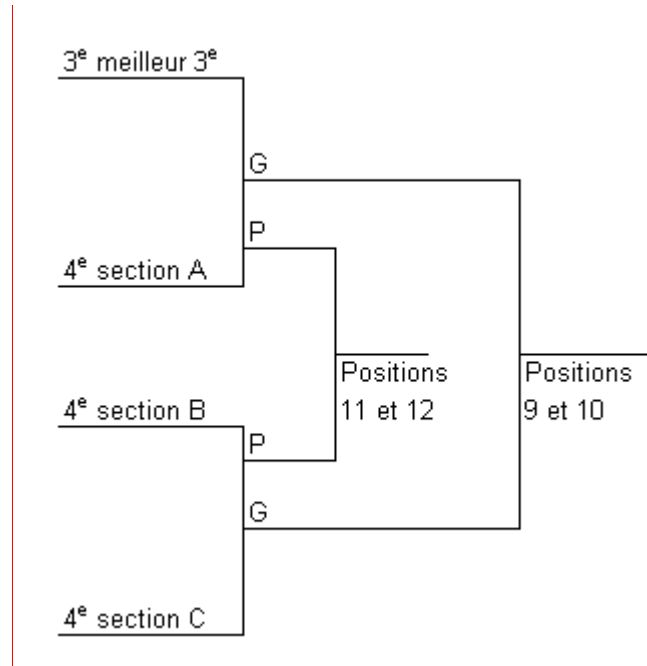 3ᵉ meilleur 3ᵉ
G
P
4ᵉ section A
Positions
11 et 12
Positions
9 et 10
4ᵉ section B
P
G
4ᵉ section C